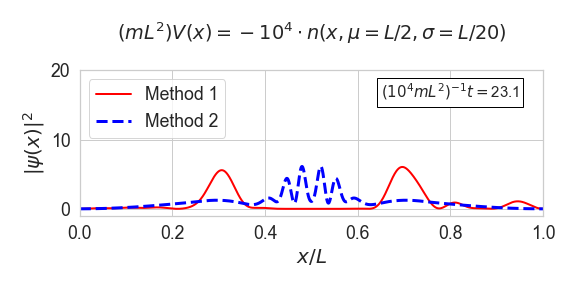 (mL²)V(x) = −10⁴ · n(x, μ = L/2, σ = L/20)
20
10
0
|ψ(x)|²
Method 1
Method 2
(10⁴mL²)⁻¹t = 23.1
0.0 0.2 0.4 0.6 0.8 1.0
x/L